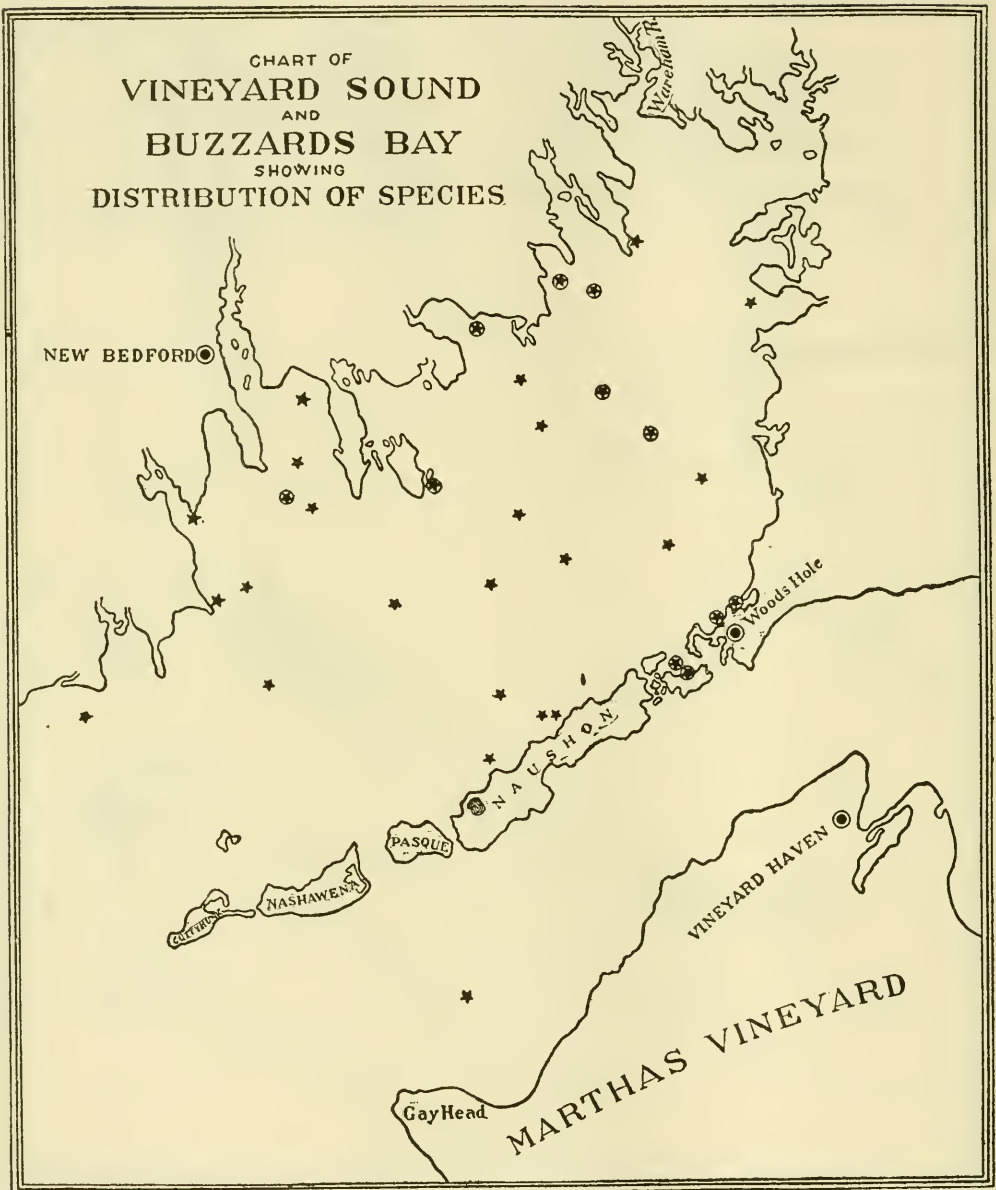 CHART OF
VINEYARD SOUND
AND
BUZZARDS BAY
SHOWING
DISTRIBUTION OF SPECIES
Wareham R.
NEW BEDFORD
Woods Hole
NAUSHON
PASQUE
NASHAWENA
CUTTYHUNK
VINEYARD HAVEN
MARTHAS VINEYARD
Gay Head